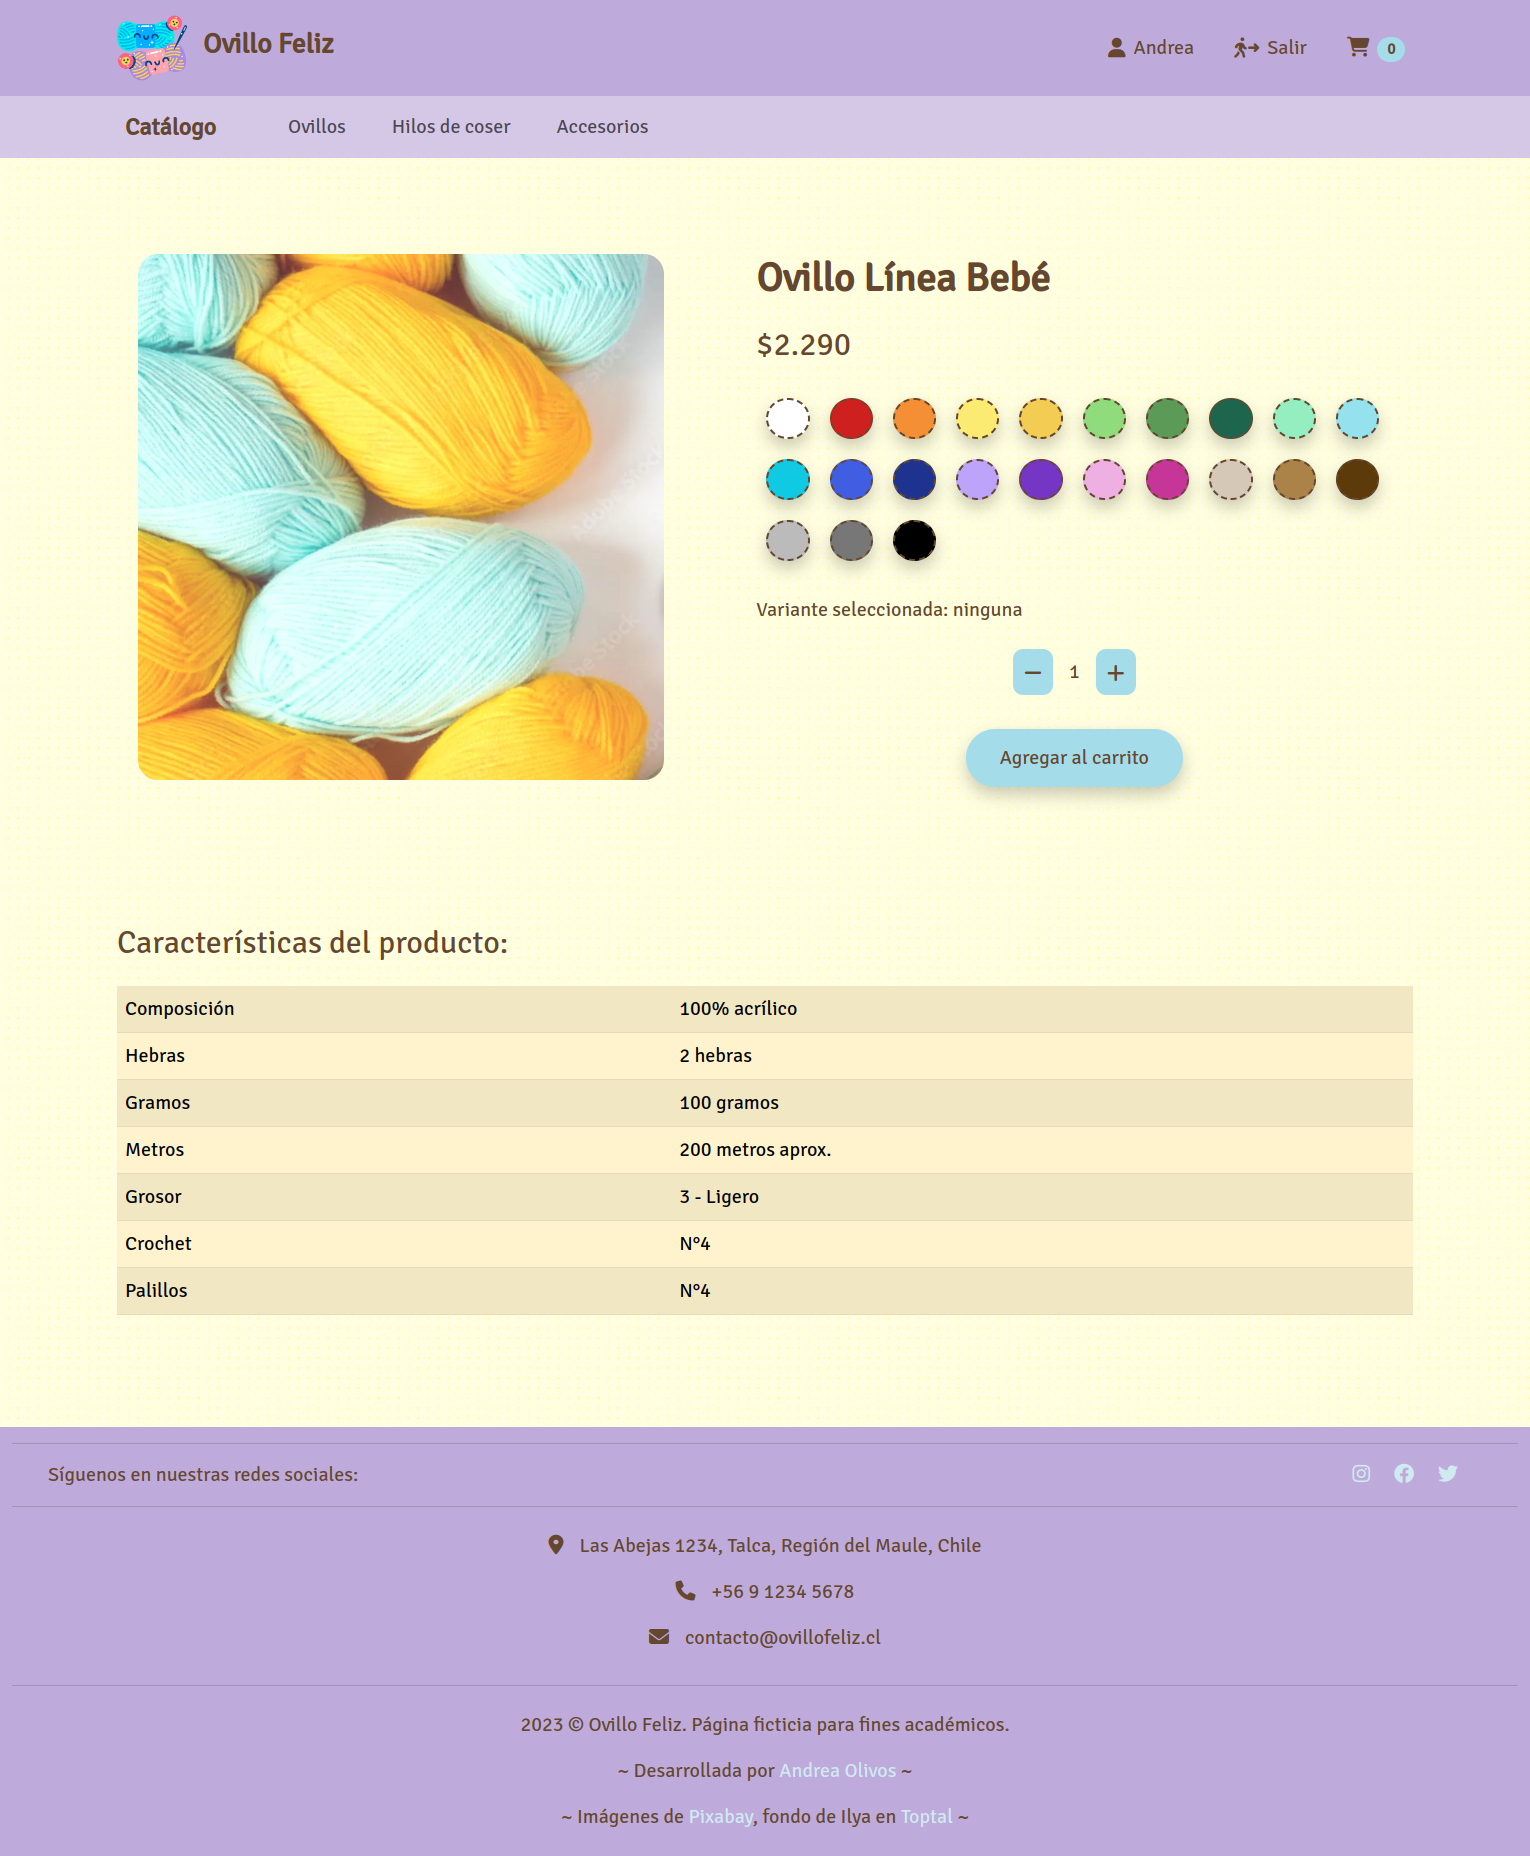 Ovillo Feliz
Andrea
Salir
0
Catálogo
Ovillos
Hilos de coser
Accesorios
Ovillo Línea Bebé
$2.290
Variante seleccionada: ninguna
− 1 +
Agregar al carrito
Características del producto:
Composición 100% acrílico
Hebras 2 hebras
Gramos 100 gramos
Metros 200 metros aprox.
Grosor 3 - Ligero
Crochet N°4
Palillos N°4
Síguenos en nuestras redes sociales:
Las Abejas 1234, Talca, Región del Maule, Chile
+56 9 1234 5678
contacto@ovillofeliz.cl
2023 © Ovillo Feliz. Página ficticia para fines académicos.
~ Desarrollada por Andrea Olivos ~
~ Imágenes de Pixabay, fondo de Ilya en Toptal ~